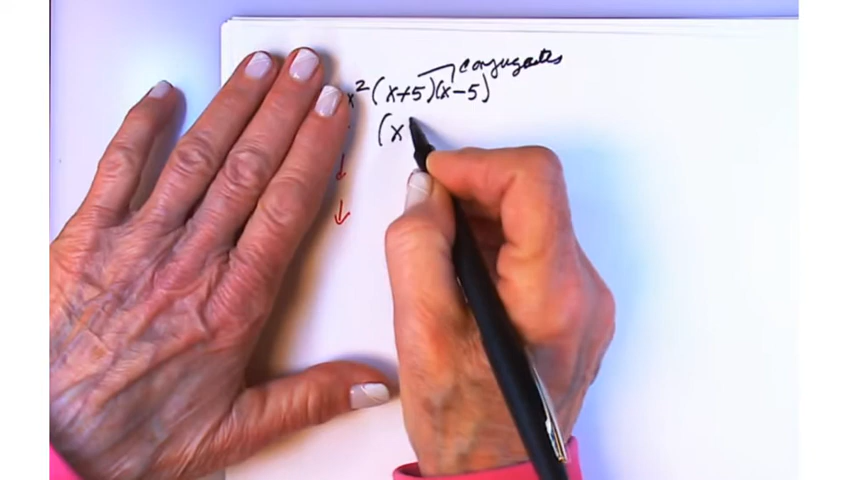 conjugates
x²(x+5)(x-5)
(x
↓
↓